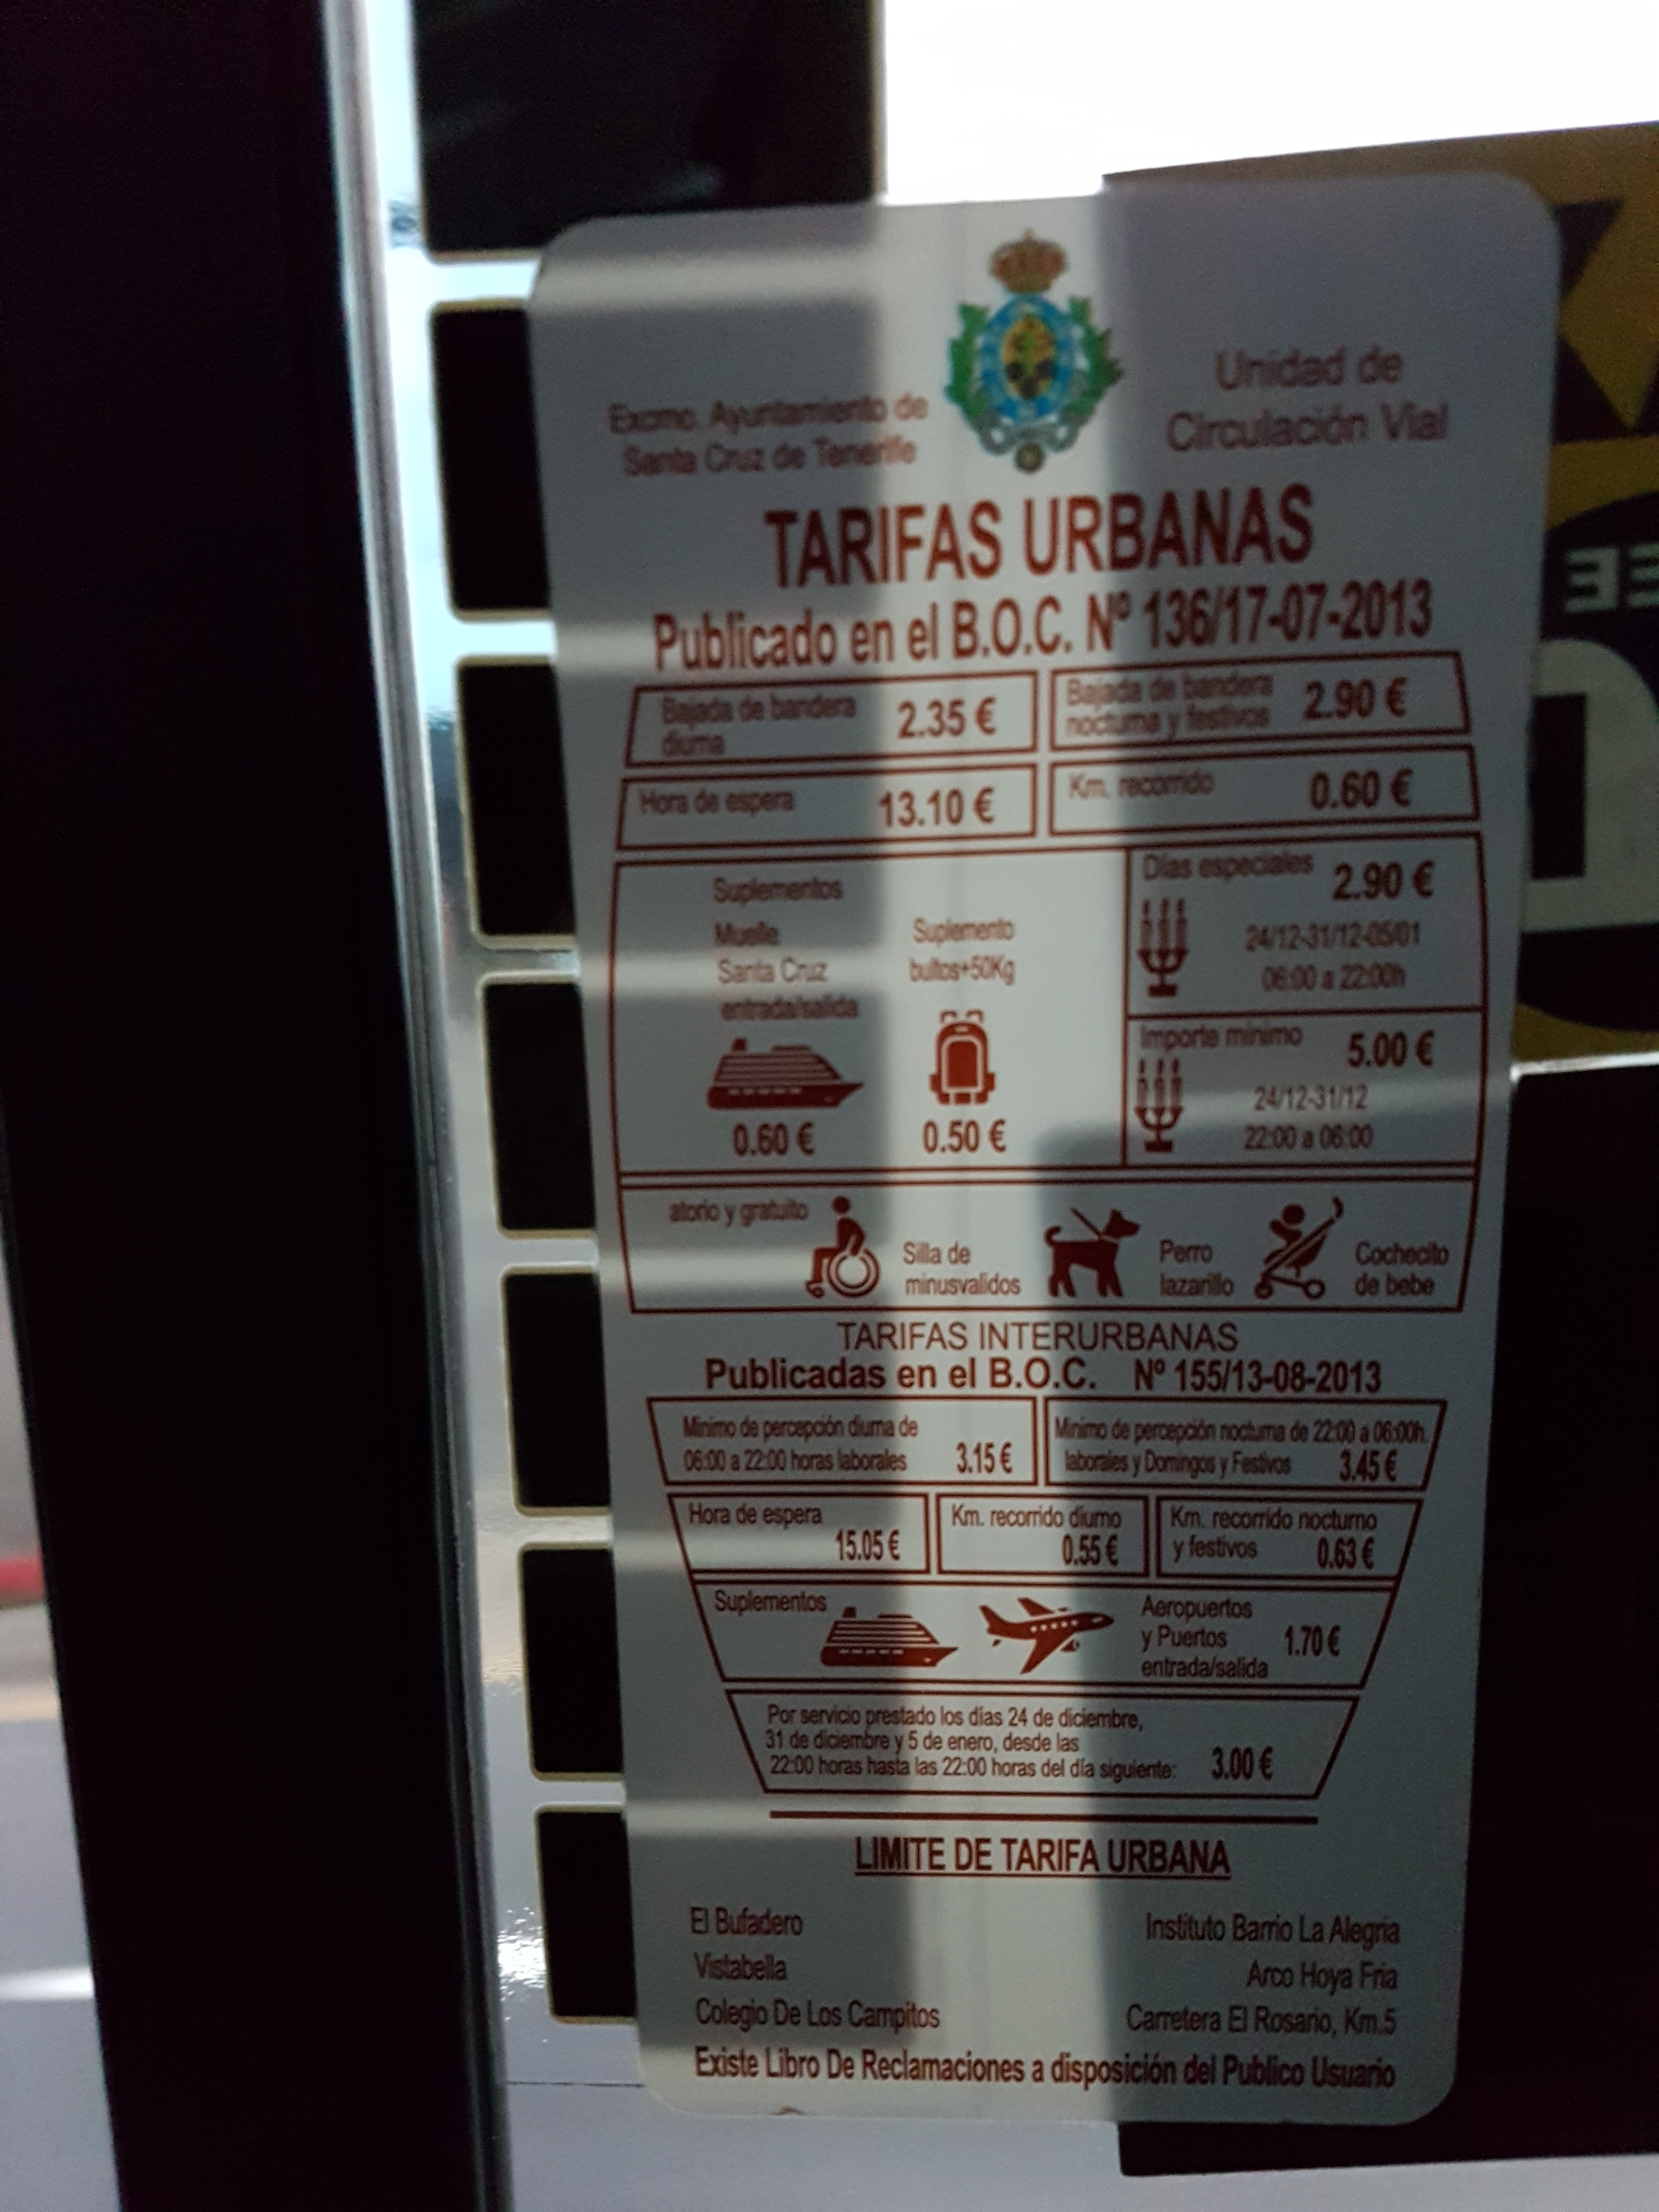 Excmo. Ayuntamiento de
Santa Cruz de Tenerife
Unidad de
Circulación Vial
TARIFAS URBANAS
Publicado en el B.O.C. Nº 136/17-07-2013
Bajada de bandera
diurna
2.35 €
Bajada de bandera
nocturna y festivos
2.90 €
Hora de espera
13.10 €
Km. recorrido
0.60 €
Suplementos
Muelle
Santa Cruz
entrada/salida
0.60 €
Suplemento
bultos+50Kg
0.50 €
Días especiales
2.90 €
24/12-31/12-05/01
06:00 a 22:00h
Importe minimo
5.00 €
24/12-31/12
22:00 a 06:00
atorio y gratuito
Silla de
minusvalidos
Perro
lazarillo
Cochecito
de bebe
TARIFAS INTERURBANAS
Publicadas en el B.O.C. Nº 155/13-08-2013
Minimo de percepción diurna de
06:00 a 22:00 horas laborales
3.15 €
Minimo de percepción nocturna de 22:00 a 06:00h.
laborales y Domingos y Festivos
3.45 €
Hora de espera
15.05 €
Km. recorrido diurno
0.55 €
Km. recorrido nocturno
y festivos
0.63 €
Suplementos
Aeropuertos
y Puertos
entrada/salida
1.70 €
Por servicio prestado los días 24 de diciembre,
31 de diciembre y 5 de enero, desde las
22:00 horas hasta las 22:00 horas del día siguiente:
3.00 €
LIMITE DE TARIFA URBANA
El Bufadero
Vistabella
Colegio De Los Campitos
Instituto Barrio La Alegria
Arco Hoya Fria
Carretera El Rosario, Km.5
Existe Libro De Reclamaciones a disposición del Publico Usuario